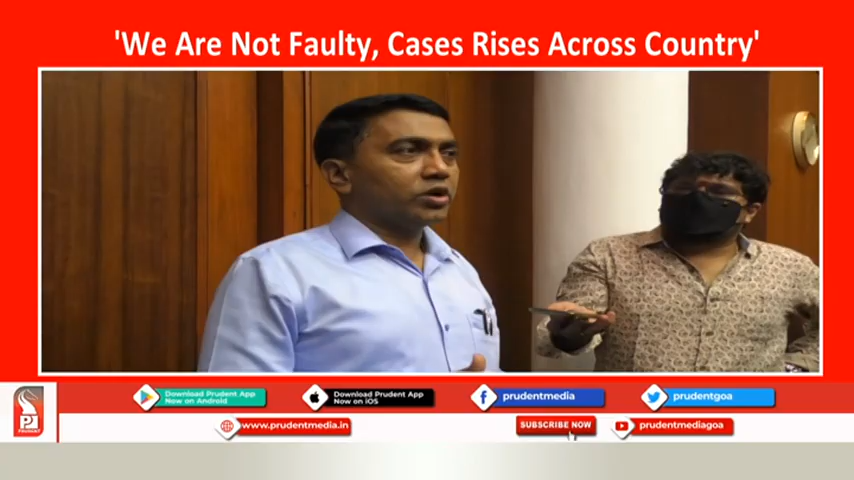 'We Are Not Faulty, Cases Rises Across Country'
Download Prudent App
Now on Android
Download Prudent App
Now on iOS
prudentmedia
prudentgoa
PRUDENT
www.prudentmedia.in
SUBSCRIBE NOW
prudentmediagoa